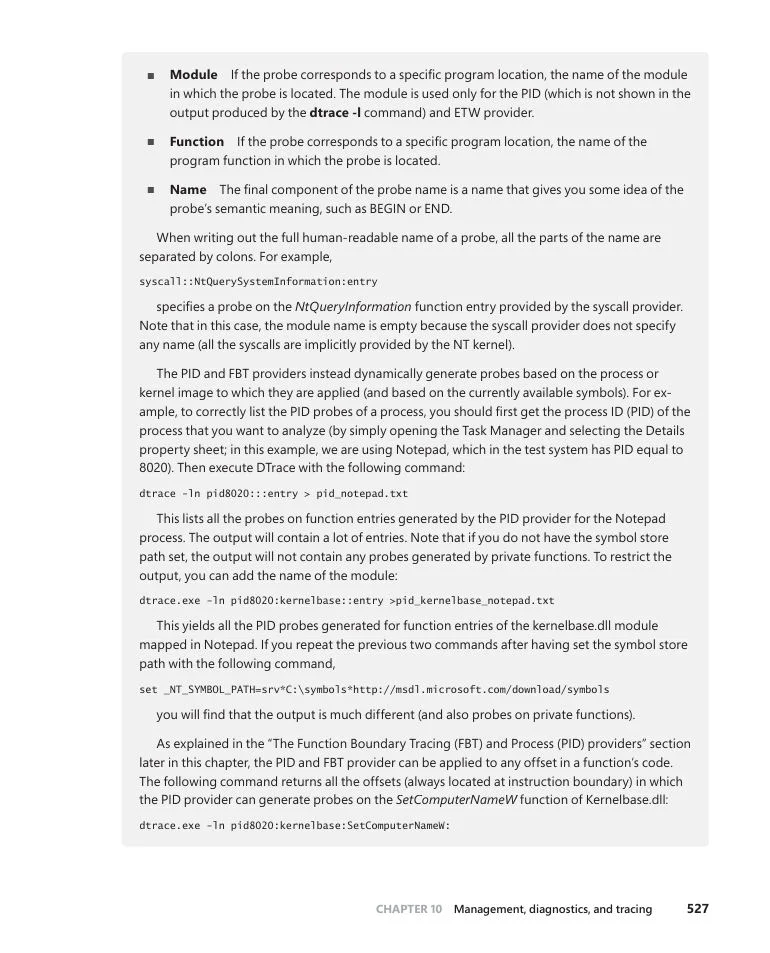 ■ Module If the probe corresponds to a specific program location, the name of the module
in which the probe is located. The module is used only for the PID (which is not shown in the
output produced by the dtrace -l command) and ETW provider.
■ Function If the probe corresponds to a specific program location, the name of the
program function in which the probe is located.
■ Name The final component of the probe name is a name that gives you some idea of the
probe’s semantic meaning, such as BEGIN or END.
When writing out the full human-readable name of a probe, all the parts of the name are
separated by colons. For example,
syscall::NtQuerySystemInformation:entry
specifies a probe on the NtQueryInformation function entry provided by the syscall provider.
Note that in this case, the module name is empty because the syscall provider does not specify
any name (all the syscalls are implicitly provided by the NT kernel).
The PID and FBT providers instead dynamically generate probes based on the process or
kernel image to which they are applied (and based on the currently available symbols). For ex-
ample, to correctly list the PID probes of a process, you should first get the process ID (PID) of the
process that you want to analyze (by simply opening the Task Manager and selecting the Details
property sheet; in this example, we are using Notepad, which in the test system has PID equal to
8020). Then execute DTrace with the following command:
dtrace -ln pid8020:::entry > pid_notepad.txt
This lists all the probes on function entries generated by the PID provider for the Notepad
process. The output will contain a lot of entries. Note that if you do not have the symbol store
path set, the output will not contain any probes generated by private functions. To restrict the
output, you can add the name of the module:
dtrace.exe -ln pid8020:kernelbase::entry >pid_kernelbase_notepad.txt
This yields all the PID probes generated for function entries of the kernelbase.dll module
mapped in Notepad. If you repeat the previous two commands after having set the symbol store
path with the following command,
set _NT_SYMBOL_PATH=srv*C:\symbols*http://msdl.microsoft.com/download/symbols
you will find that the output is much different (and also probes on private functions).
As explained in the “The Function Boundary Tracing (FBT) and Process (PID) providers” section
later in this chapter, the PID and FBT provider can be applied to any offset in a function’s code.
The following command returns all the offsets (always located at instruction boundary) in which
the PID provider can generate probes on the SetComputerNameW function of Kernelbase.dll:
dtrace.exe -ln pid8020:kernelbase:SetComputerNameW:
CHAPTER 10 Management, diagnostics, and tracing 527